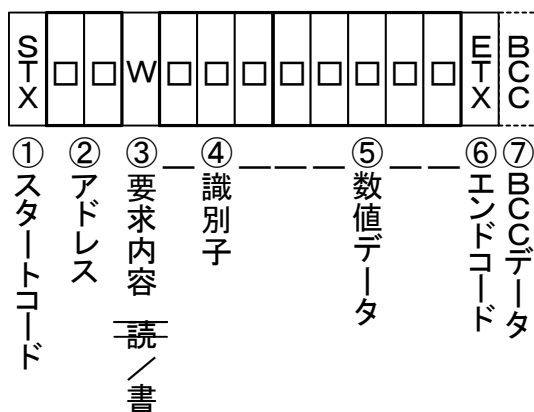 STX □ □ W □ □ □ □ □ □ □ □ ETX BCC
① ② ③ ④ ⑤ ⑥ ⑦
スタートコード
アドレス
要求内容 読／書
識別子
数値データ
エンドコード
BCCデータ